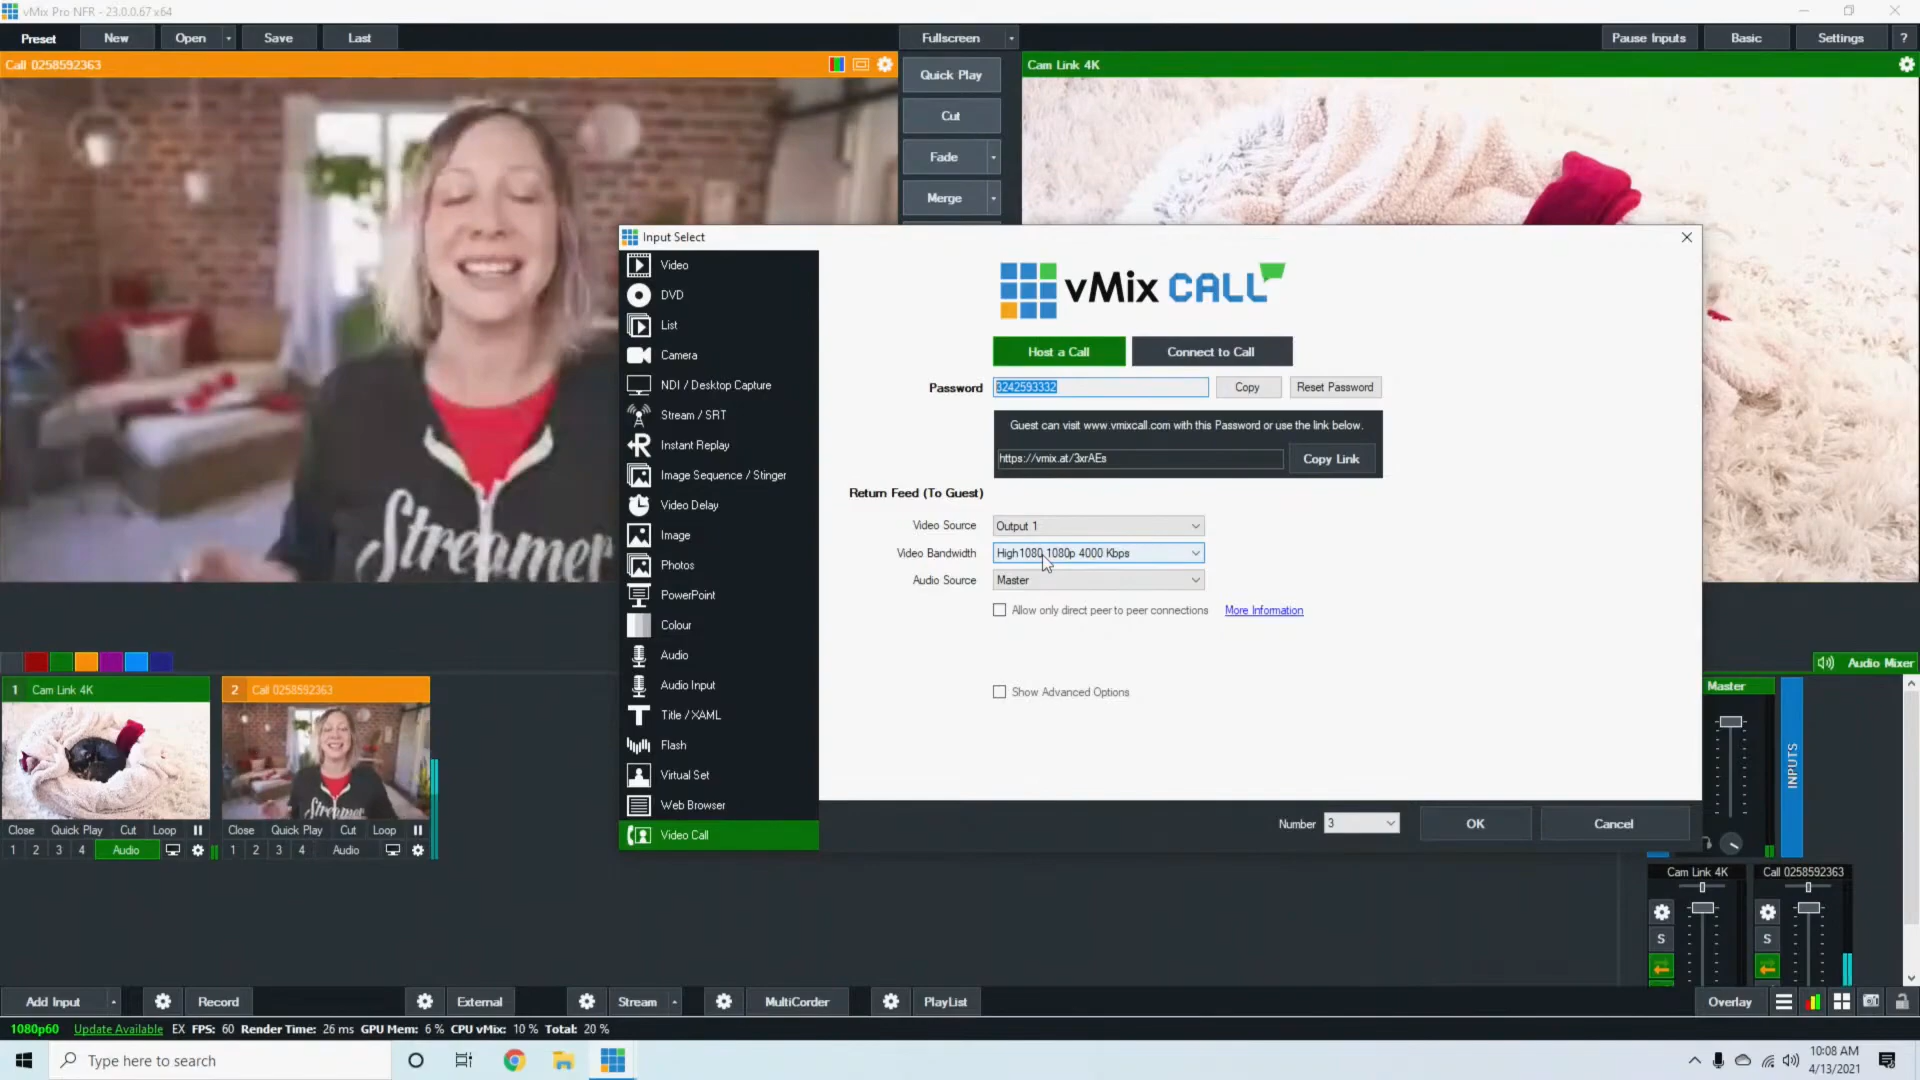 vMix Pro NFR - 23.0.0.67 x64
Preset New Open Save Last Fullscreen Pause Inputs Basic Settings ?
Call 0258592363
Cam Link 4K
Quick Play
Cut
Fade
Merge
Streamer
Input Select
Video
DVD
List
Camera
NDI / Desktop Capture
Stream / SRT
Instant Replay
Image Sequence / Stinger
Video Delay
Image
Photos
PowerPoint
Colour
Audio
Audio Input
Title / XAML
Flash
Virtual Set
Web Browser
Video Call
vMix CALL
Host a Call Connect to Call
Password 3242593332 Copy Reset Password
Guest can visit www.vmixcall.com with this Password or use the link below.
https://vmix.at/3xrAEs Copy Link
Return Feed (To Guest)
Video Source Output 1
Video Bandwidth High1080 1080p 4000 Kbps
Audio Source Master
Allow only direct peer to peer connections More Information
Show Advanced Options
Number 3 OK Cancel
1 Cam Link 4K
Close Quick Play Cut Loop
1 2 3 4 Audio
2 Call 0258592363
Streamer
Close Quick Play Cut Loop
1 2 3 4 Audio
Audio Mixer
Master
INPUTS
Cam Link 4K Call 0258592363
S S
Add Input Record External Stream MultiCorder PlayList Overlay
1080p60 Update Available EX FPS: 60 Render Time: 26 ms GPU Mem: 6 % CPU vMix: 10 % Total: 20 %
Type here to search
10:08 AM
4/13/2021